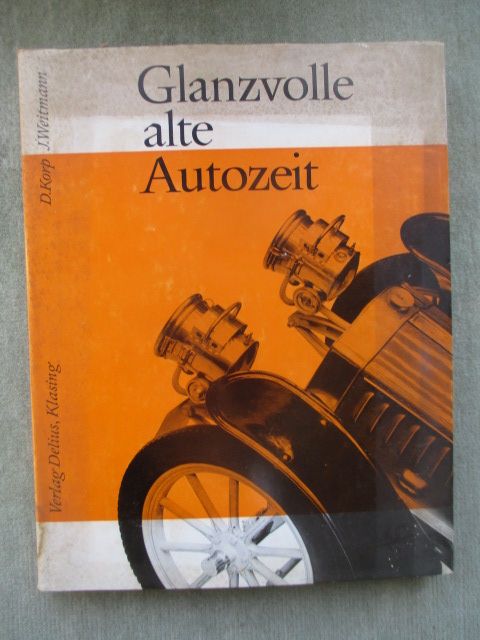 Glanzvolle
alte
Autozeit
D. Korp J. Weitmann
Verlag Delius, Klasing